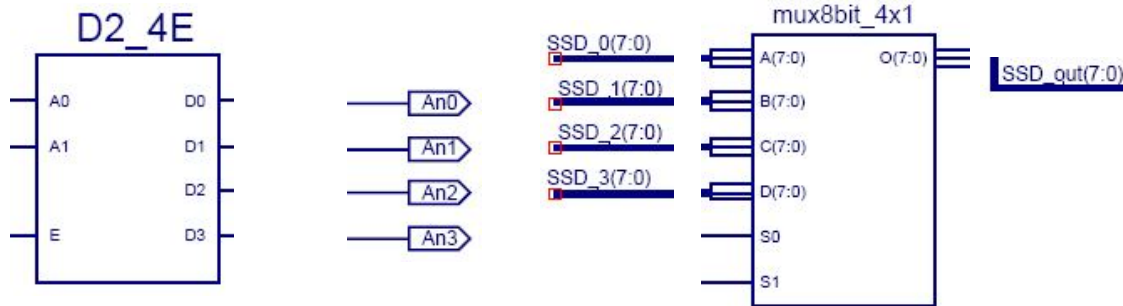 D2_4E
A0 D0
A1 D1
D2
E D3
An0
An1
An2
An3
SSD_0(7:0)
SSD_1(7:0)
SSD_2(7:0)
SSD_3(7:0)
mux8bit_4x1
A(7:0) O(7:0)
B(7:0)
C(7:0)
D(7:0)
S0
S1
SSD_out(7:0)